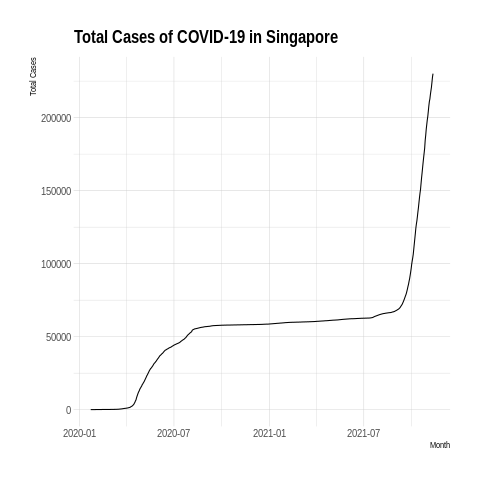 Total Cases of COVID-19 in Singapore
Total Cases
200000
150000
100000
50000
0
2020-01 2020-07 2021-01 2021-07
Month